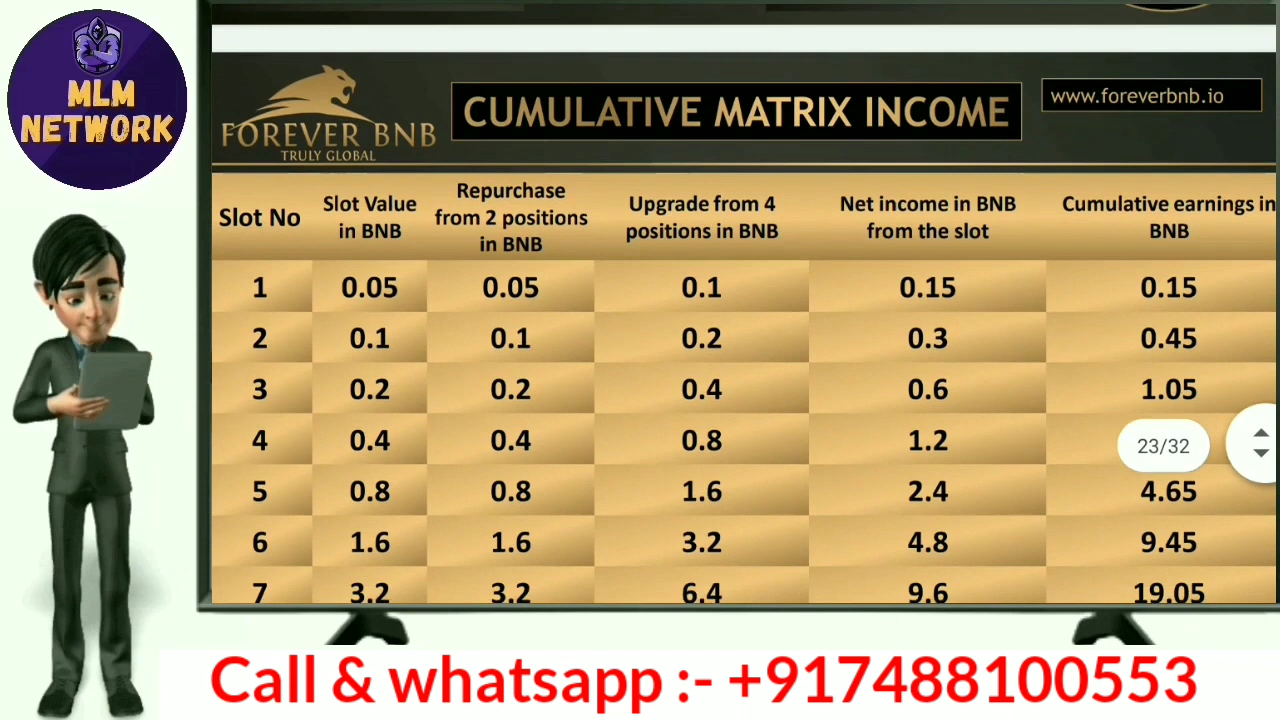 MLM
NETWORK
FOREVER BNB
TRULY GLOBAL
CUMULATIVE MATRIX INCOME
www.foreverbnb.io
Slot No Slot Value in BNB Repurchase from 2 positions in BNB Upgrade from 4 positions in BNB Net income in BNB from the slot Cumulative earnings in BNB
1 0.05 0.05 0.1 0.15 0.15
2 0.1 0.1 0.2 0.3 0.45
3 0.2 0.2 0.4 0.6 1.05
4 0.4 0.4 0.8 1.2
23/32
5 0.8 0.8 1.6 2.4 4.65
6 1.6 1.6 3.2 4.8 9.45
7 3.2 3.2 6.4 9.6 19.05
Call & whatsapp :- +917488100553